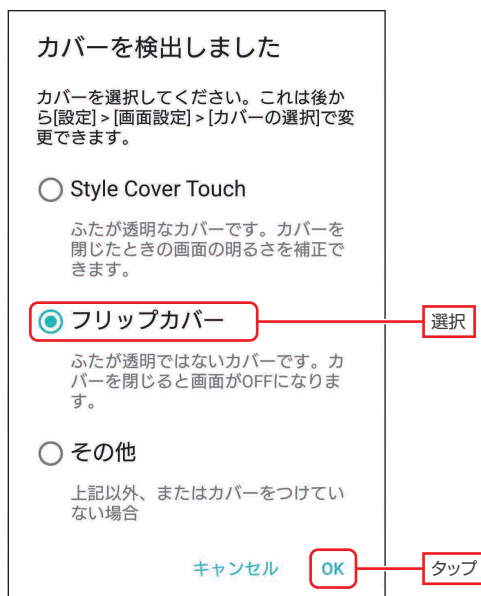 カバーを検出しました
カバーを選択してください。これは後か
ら[設定] > [画面設定] > [カバーの選択]で変
更できます。
Style Cover Touch
ふたが透明なカバーです。カバーを
閉じたときの画面の明るさを補正で
きます。
フリップカバー
選択
ふたが透明ではないカバーです。カ
バーを閉じると画面がOFFになりま
す。
その他
上記以外、またはカバーをつけてい
ない場合
キャンセル OK
タップ